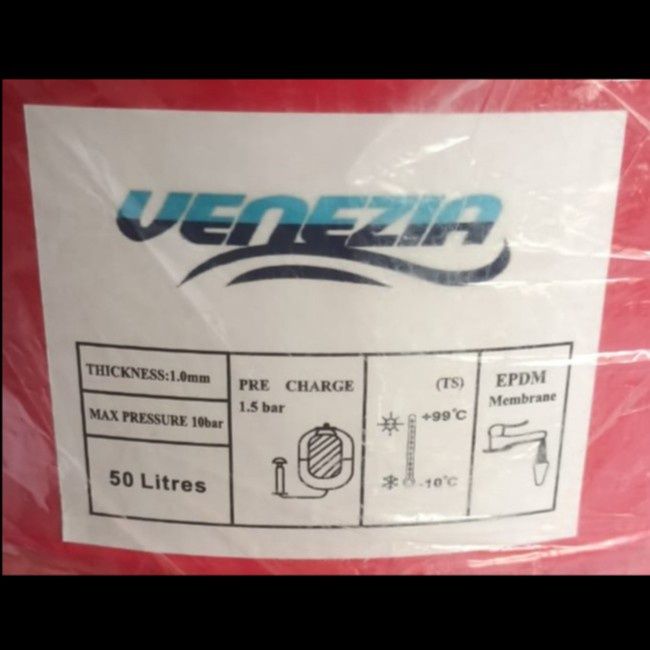 VENEZIA
THICKNESS:1.0mm
MAX PRESSURE 10bar
50 Litres
PRE CHARGE
1.5 bar
(TS)
+99°C
-10°C
EPDM
Membrane